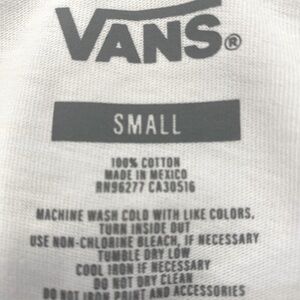 VANS®
SMALL
100% COTTON
MADE IN MEXICO
RN96277 CA30516
MACHINE WASH COLD WITH LIKE COLORS,
TURN INSIDE OUT
USE NON-CHLORINE BLEACH, IF NECESSARY
TUMBLE DRY LOW
COOL IRON IF NECESSARY
DO NOT DRY CLEAN
DO NOT IRON PRINT AND ACCESSORIES